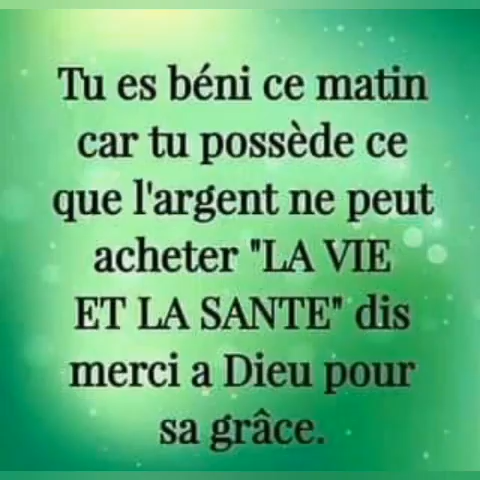 Tu es béni ce matin
car tu possède ce
que l'argent ne peut
acheter "LA VIE
ET LA SANTE" dis
merci a Dieu pour
sa grâce.